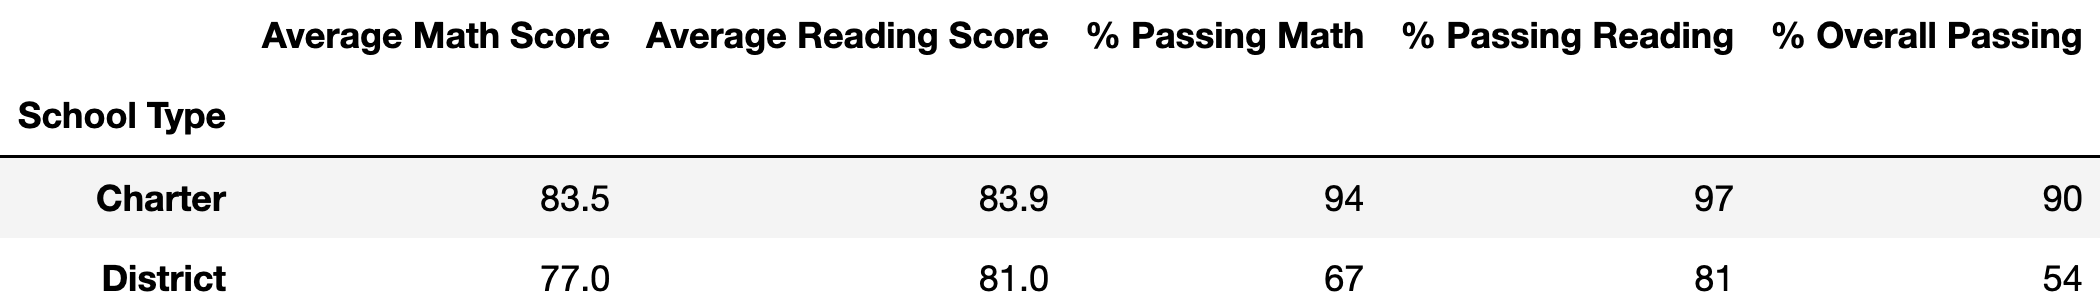 Average Math Score Average Reading Score % Passing Math % Passing Reading % Overall Passing
School Type
Charter 83.5 83.9 94 97 90
District 77.0 81.0 67 81 54